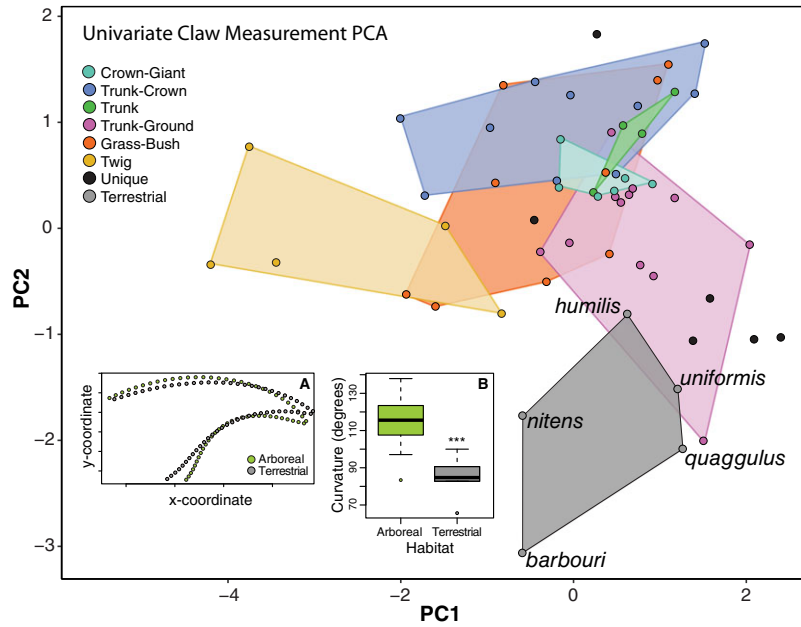 Univariate Claw Measurement PCA
Crown-Giant
Trunk-Crown
Trunk
Trunk-Ground
Grass-Bush
Twig
Unique
Terrestrial
2
1
0
−1
−2
−3
PC2
−4
−2
0
2
PC1
humilis
uniformis
nitens
quaggulus
barbouri
A
y-coordinate
x-coordinate
Arboreal
Terrestrial
B
Curvature (degrees)
130
110
90
70
***
Arboreal Terrestrial
Habitat